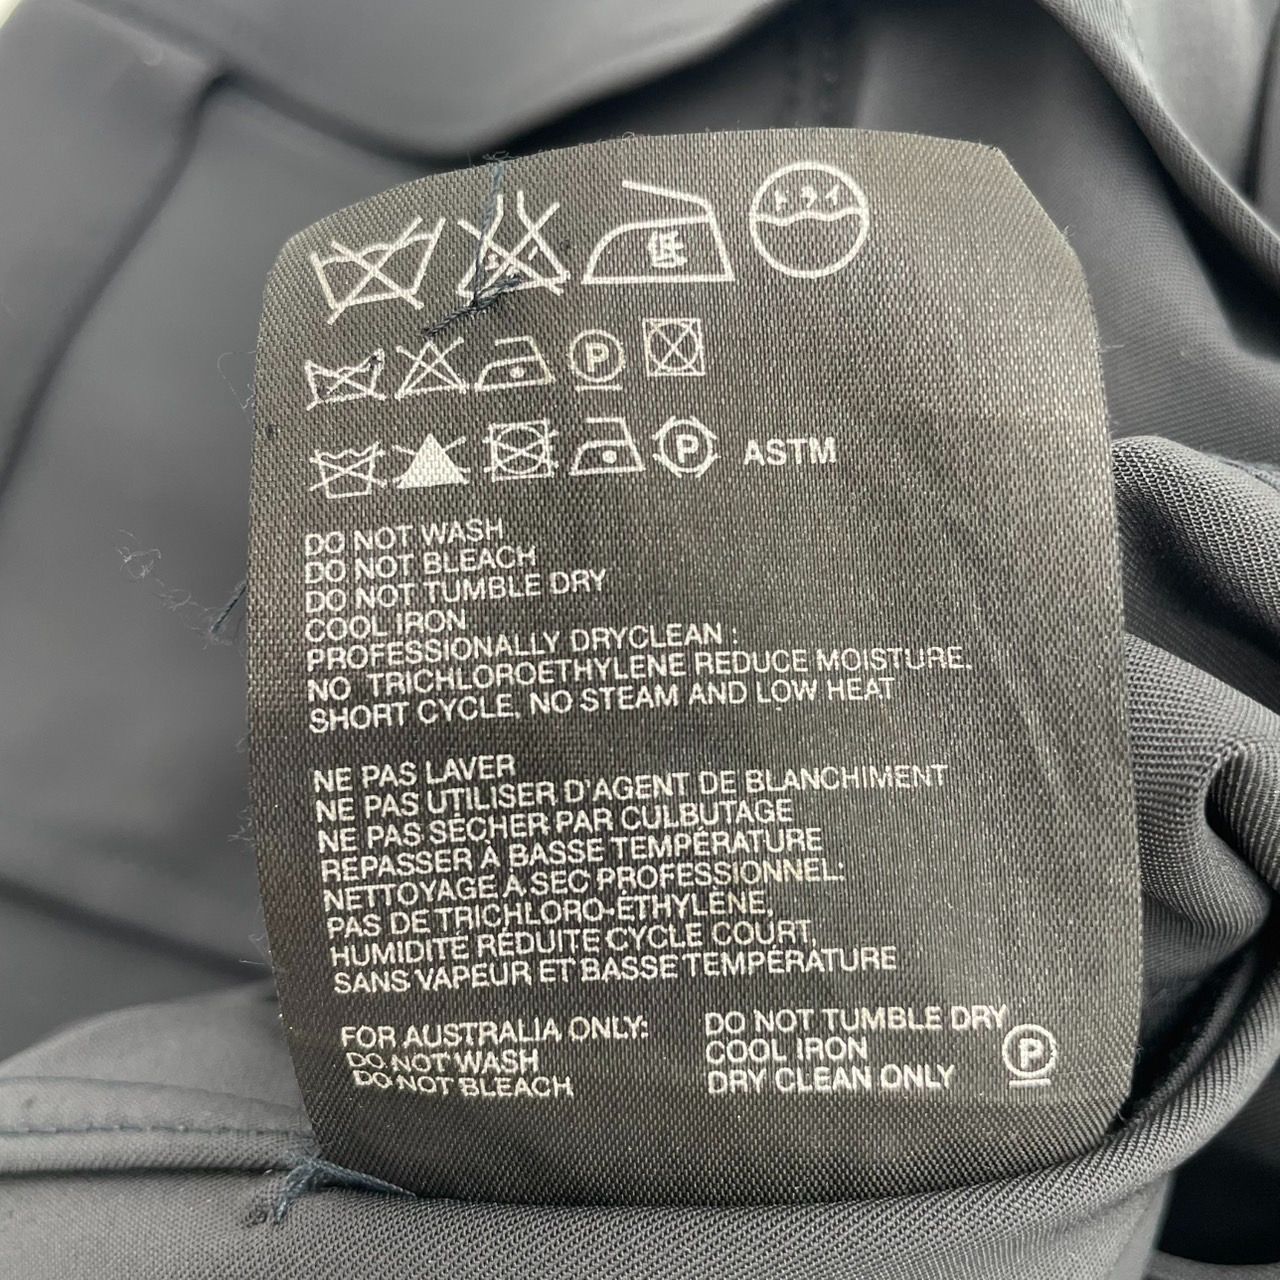 ドライ
低
P
P ASTM
DO NOT WASH
DO NOT BLEACH
DO NOT TUMBLE DRY
COOL IRON
PROFESSIONALLY DRYCLEAN :
NO TRICHLOROETHYLENE REDUCE MOISTURE.
SHORT CYCLE, NO STEAM AND LOW HEAT
NE PAS LAVER
NE PAS UTILISER D'AGENT DE BLANCHIMENT
NE PAS SÉCHER PAR CULBUTAGE
REPASSER À BASSE TEMPÉRATURE
NETTOYAGE À SEC PROFESSIONNEL:
PAS DE TRICHLORO-ÉTHYLÈNE,
HUMIDITÉ RÉDUITE CYCLE COURT,
SANS VAPEUR ET BASSE TEMPÉRATURE
FOR AUSTRALIA ONLY:
DO NOT WASH
DO NOT BLEACH
DO NOT TUMBLE DRY
COOL IRON
DRY CLEAN ONLY
P